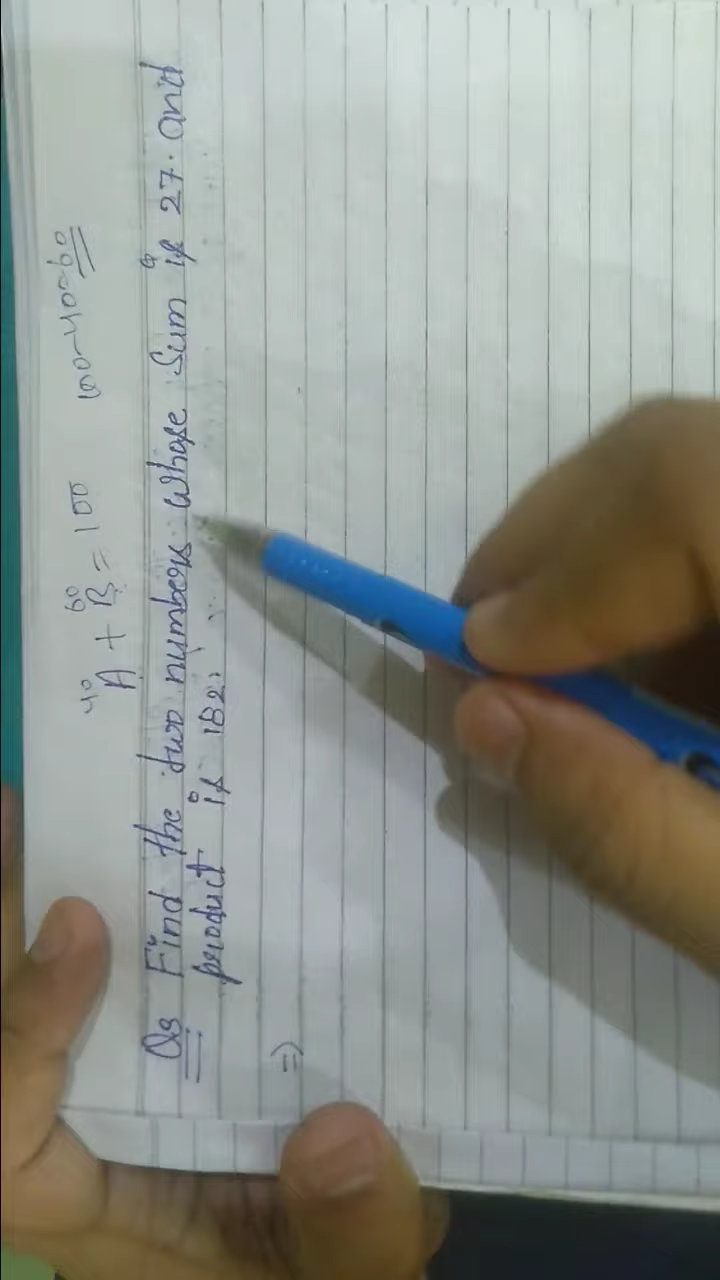 40 60
A + B = 100 100-40=60
Qs Find the two numbers whose sum is 27. and
product is 182.
=>